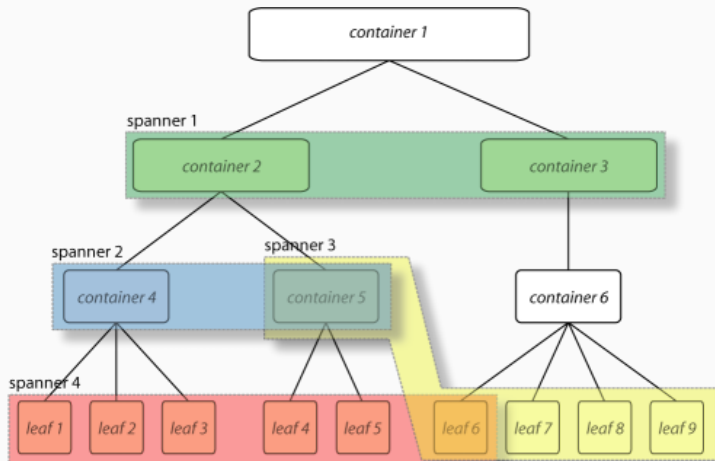 container 1
spanner 1
container 2
container 3
spanner 2
spanner 3
container 4
container 5
container 6
spanner 4
leaf 1
leaf 2
leaf 3
leaf 4
leaf 5
leaf 6
leaf 7
leaf 8
leaf 9